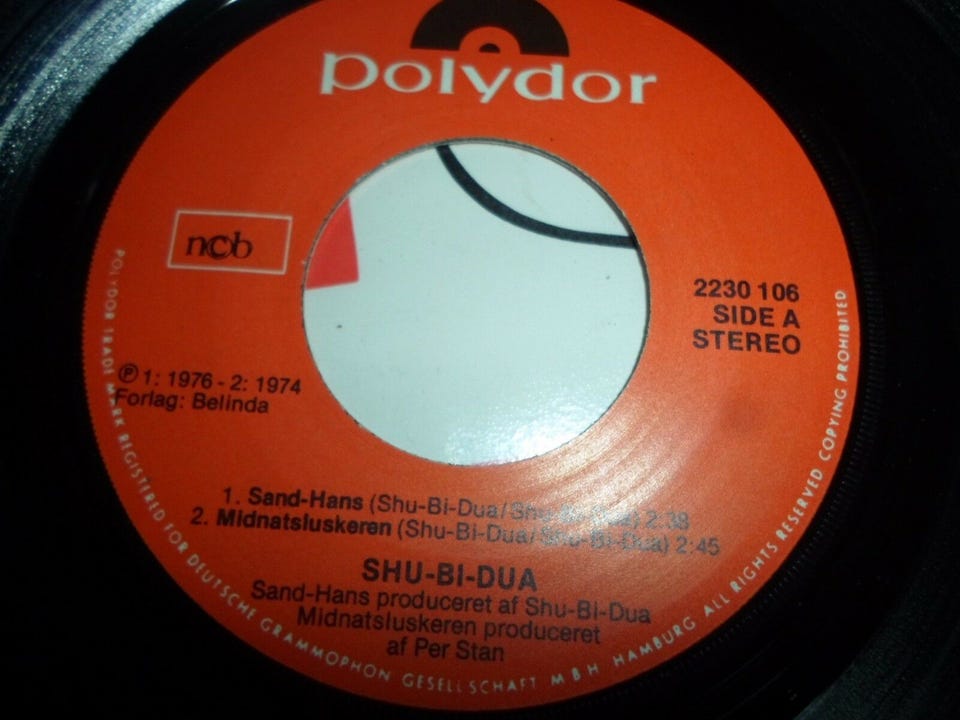 polydor
ncb
2230 106
SIDE A
STEREO
℗ 1: 1976 - 2: 1974
Forlag: Belinda
1. Sand-Hans (Shu-Bi-Dua/Shu-Bi-Dua) 2:38
2. Midnatsluskeren (Shu-Bi-Dua/Shu-Bi-Dua) 2:45
SHU-BI-DUA
Sand-Hans produceret af Shu-Bi-Dua
Midnatsluskeren produceret
af Per Stan
POLYDOR TRADE MARK REGISTERED FOR DEUTSCHE GRAMMOPHON GESELLSCHAFT MBH HAMBURG ALL RIGHTS RESERVED COPYING PROHIBITED